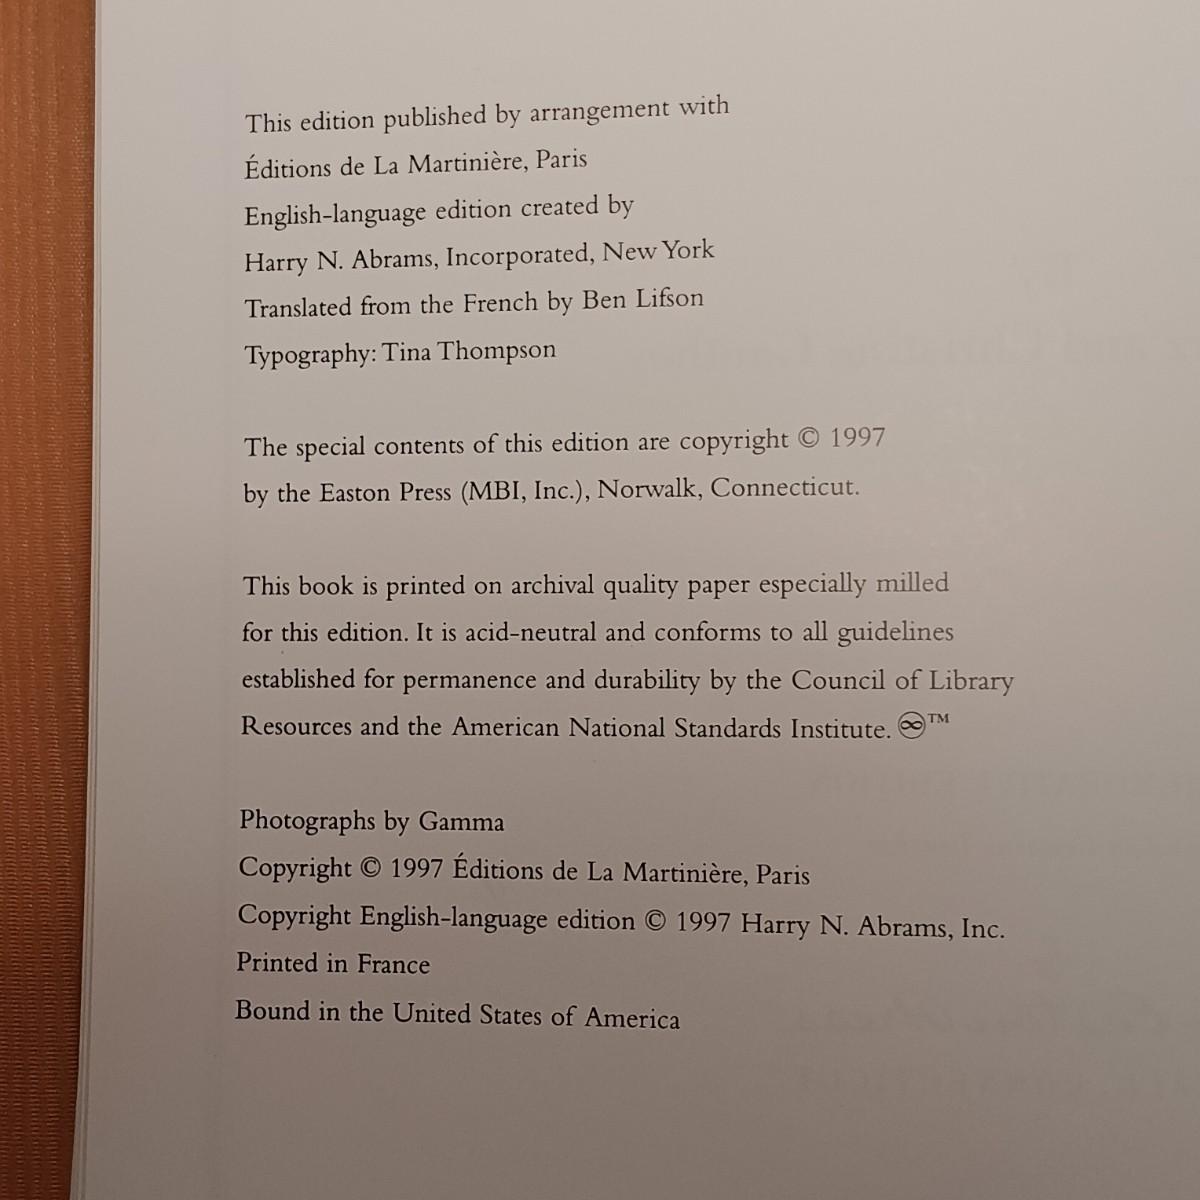 This edition published by arrangement with
Éditions de La Martinière, Paris
English-language edition created by
Harry N. Abrams, Incorporated, New York
Translated from the French by Ben Lifson
Typography: Tina Thompson
The special contents of this edition are copyright © 1997
by the Easton Press (MBI, Inc.), Norwalk, Connecticut.
This book is printed on archival quality paper especially milled
for this edition. It is acid-neutral and conforms to all guidelines
established for permanence and durability by the Council of Library
Resources and the American National Standards Institute. ♾™
Photographs by Gamma
Copyright © 1997 Éditions de La Martinière, Paris
Copyright English-language edition © 1997 Harry N. Abrams, Inc.
Printed in France
Bound in the United States of America